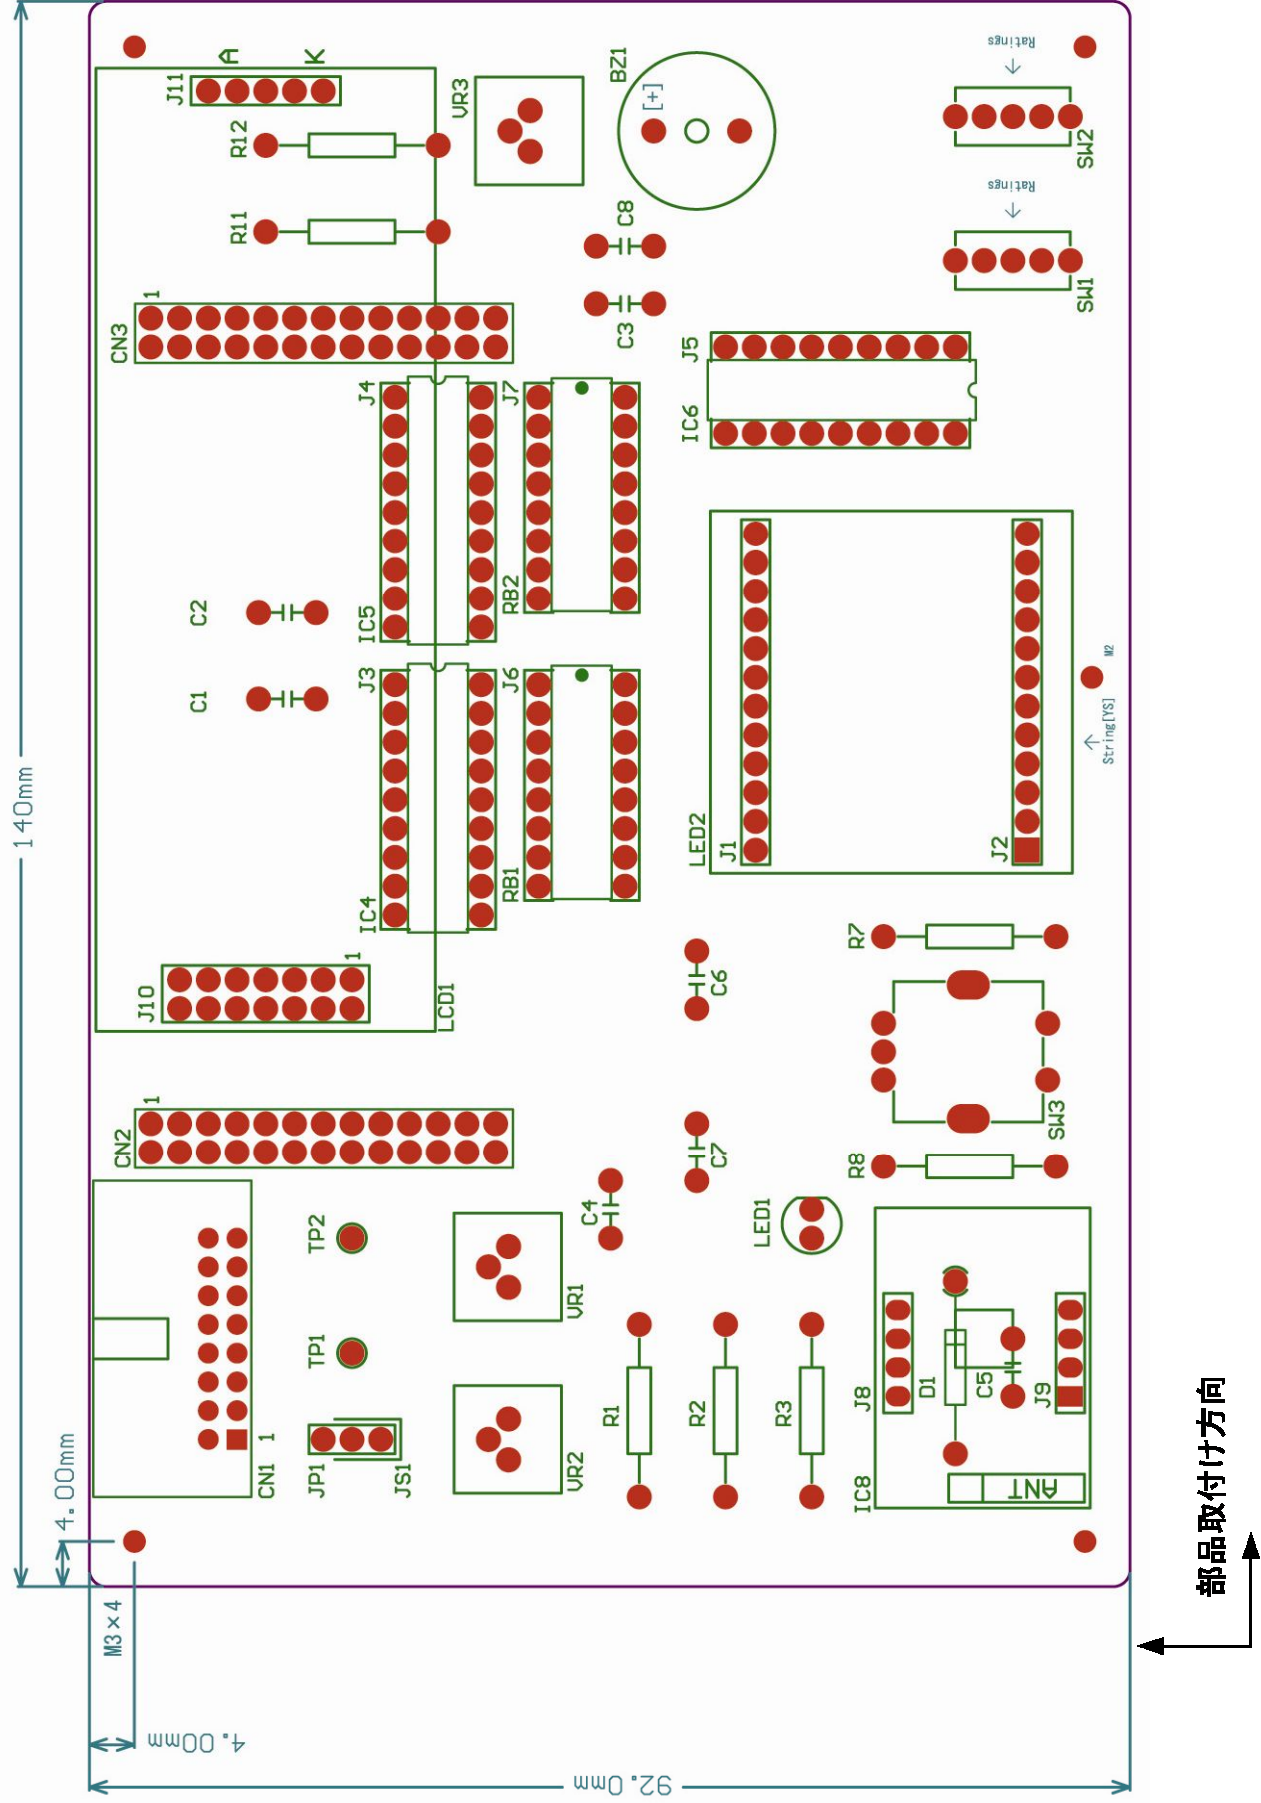 140mm
4.00mm
M3×4
4.00mm
92.0mm
部品取付け方向
J11
A
K
R12
R11
VR3
BZ1
[+]
Ratings
SW2
Ratings
SW1
C8
C3
CN3
1
J4
IC5
J7
RB2
J5
IC6
C2
C1
J3
IC4
J6
RB1
LED2
J1
J2
M2
String[YS]
J10
1
LCD1
C6
R7
SW3
CN2
1
C7
R8
C4
LED1
TP2
TP1
VR1
VR2
CN1
1
JP1
JS1
R1
R2
R3
J8
D1
C5
J9
IC8
ANT